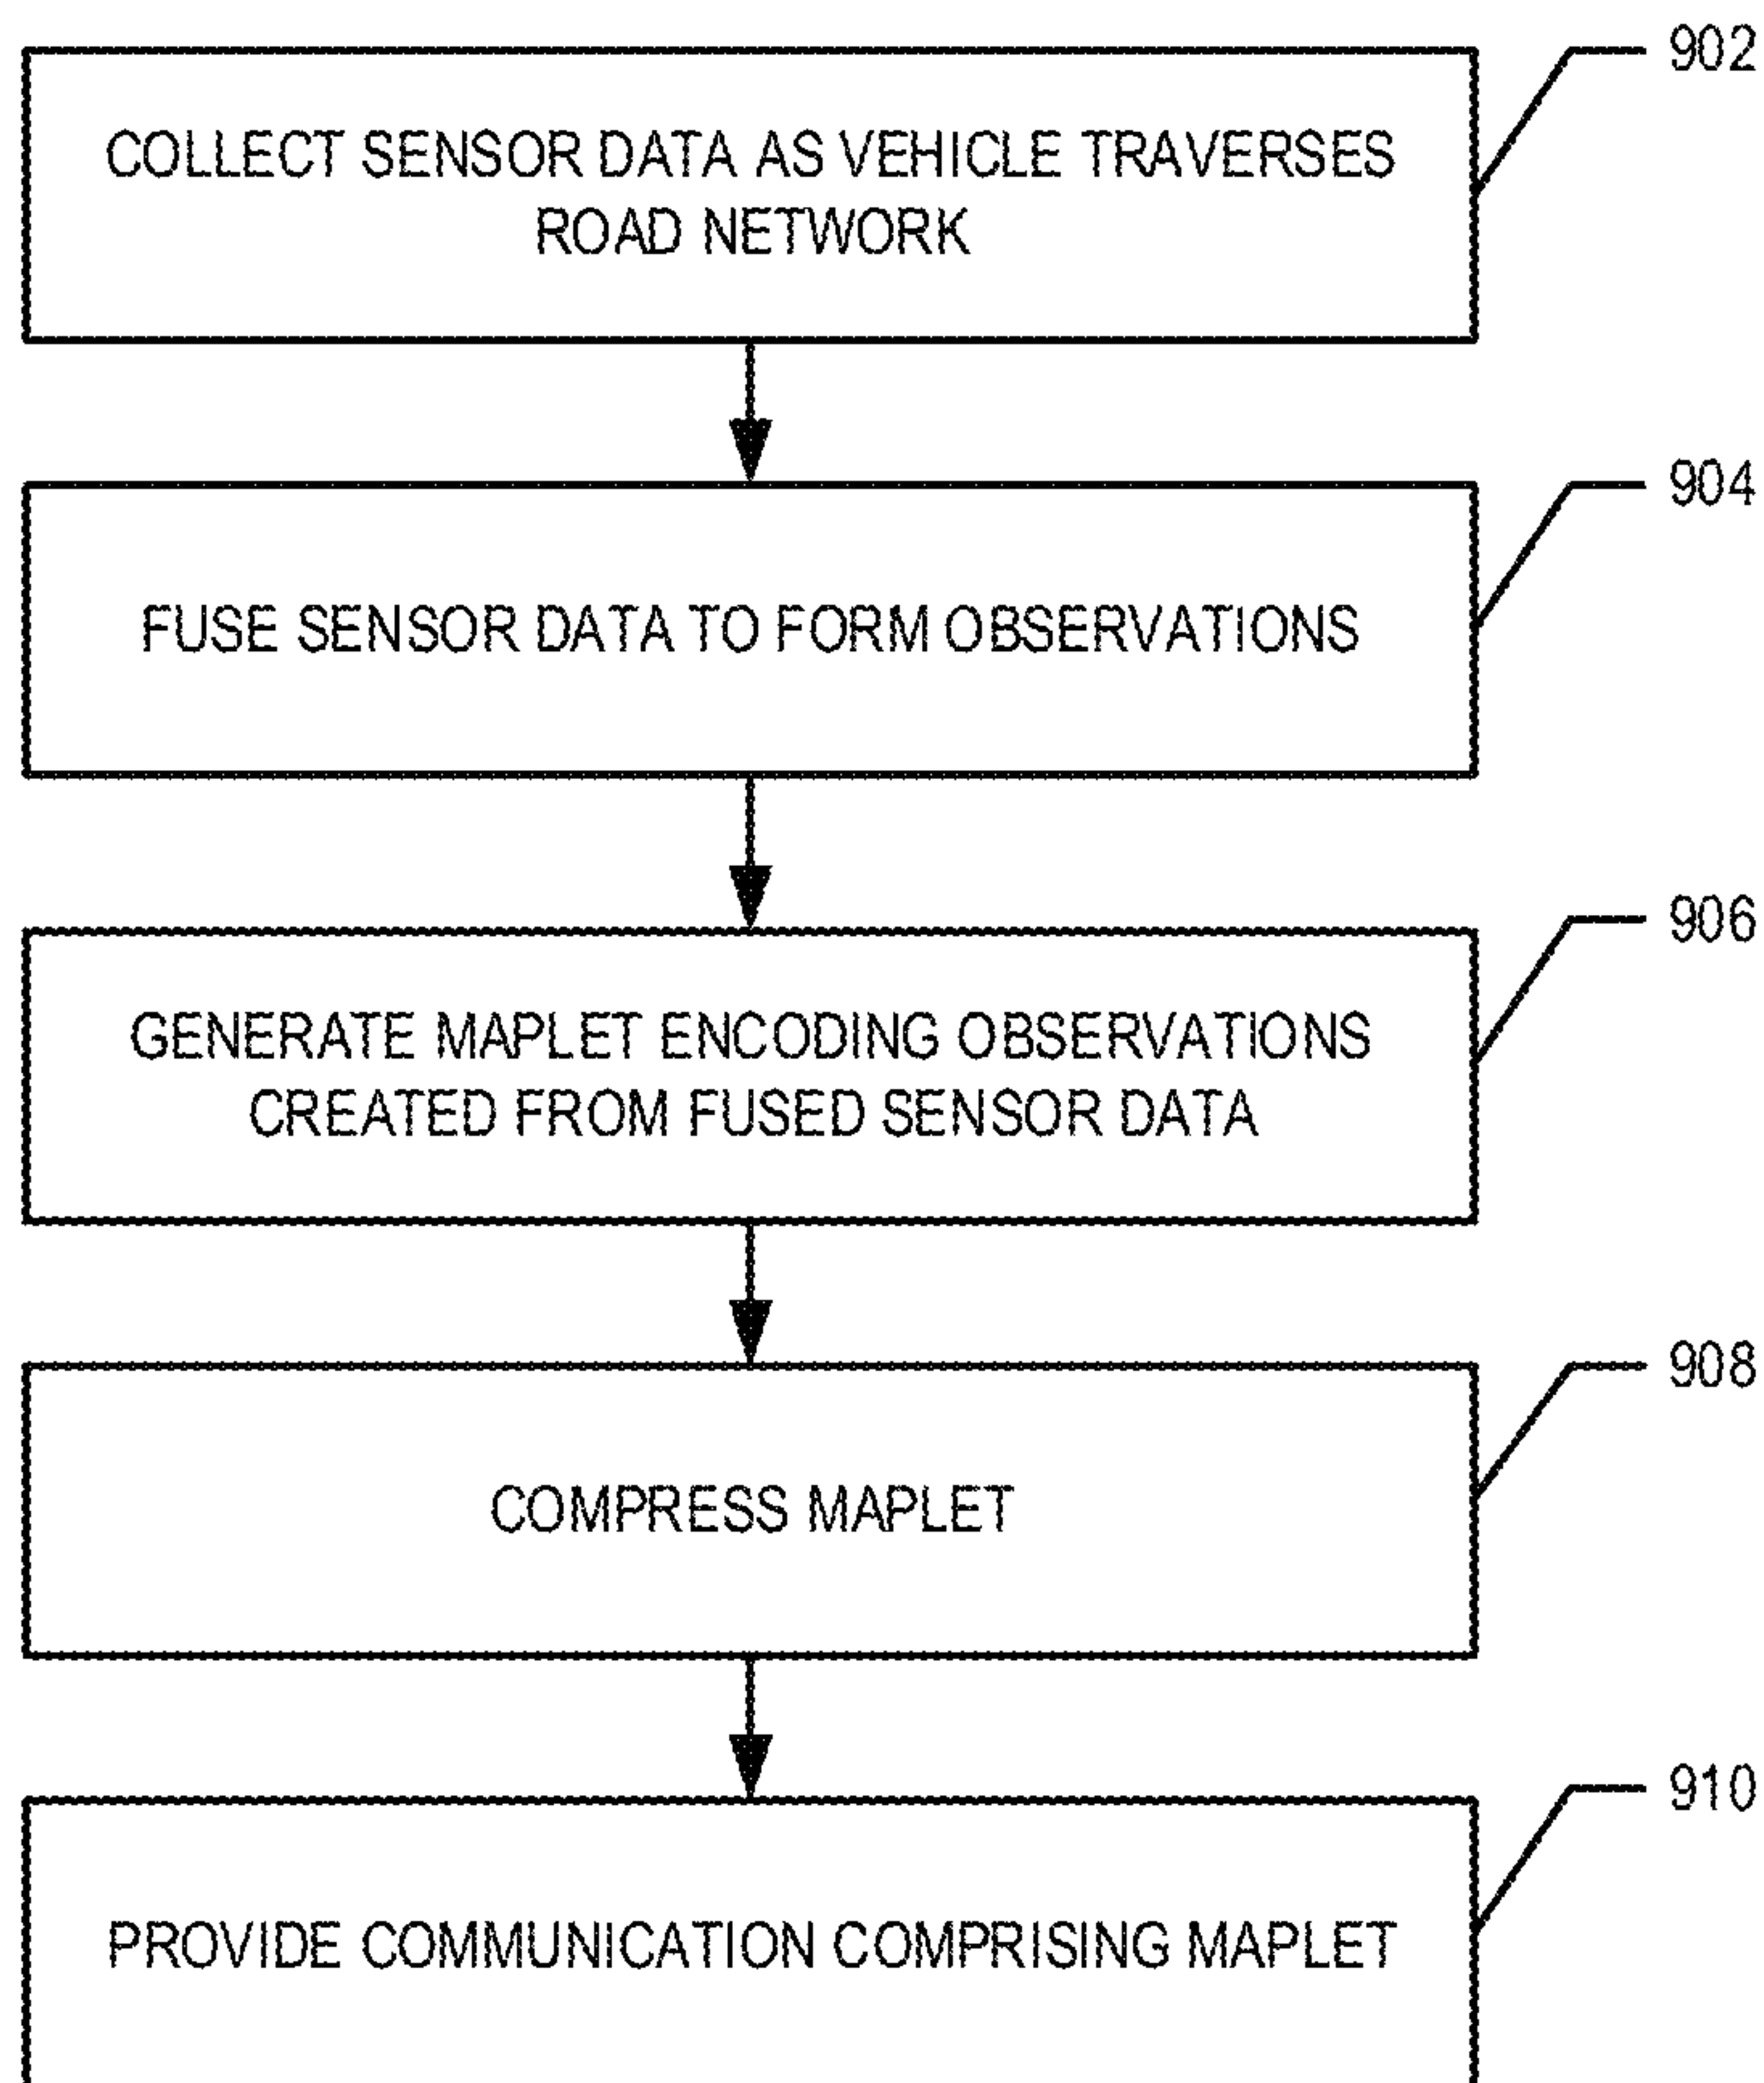 902
COLLECT SENSOR DATA AS VEHICLE TRAVERSES
ROAD NETWORK
904
FUSE SENSOR DATA TO FORM OBSERVATIONS
906
GENERATE MAPLET ENCODING OBSERVATIONS
CREATED FROM FUSED SENSOR DATA
908
COMPRESS MAPLET
910
PROVIDE COMMUNICATION COMPRISING MAPLET